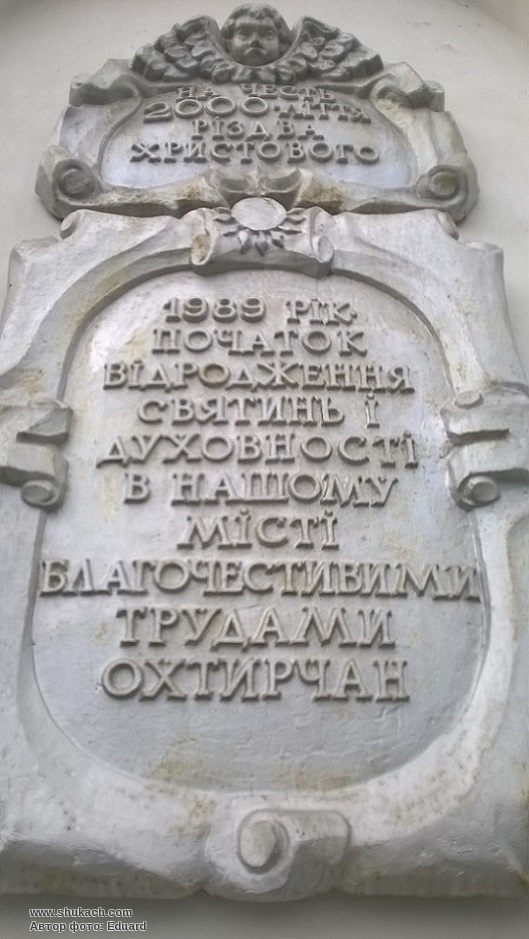 НА ЧЕСТЬ
2000-ЛІТТЯ
РІЗДВА
ХРИСТОВОГО
1989 РІК-
ПОЧАТОК
ВІДРОДЖЕННЯ
СВЯТИНЬ І
ДУХОВНОСТІ
В НАШОМУ
МІСТІ
БЛАГОЧЕСТИВИМИ
ТРУДАМИ
ОХТИРЧАН
www.shukach.com
Автор фото: Eduard